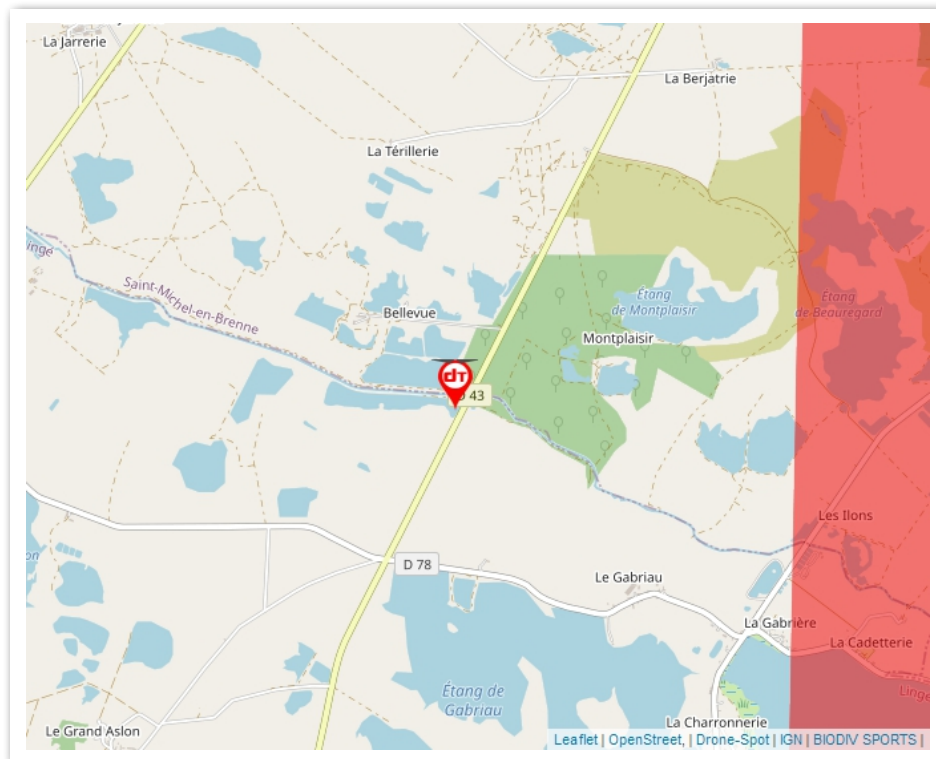 La Jarrerie
La Berjatrie
La Térillerie
Lingé
Saint-Michel-en-Brenne
Étang
de Montplaisir
Étang
de Beauregard
Bellevue
Montplaisir
dT
D 43
Les Ilons
D 78
Le Gabriau
La Gabrière
La Cadetterie
Étang de
Gabriau
Lingé
La Charronnerie
Le Grand Aslon
Leaflet | OpenStreet, | Drone-Spot | IGN | BIODIV SPORTS |